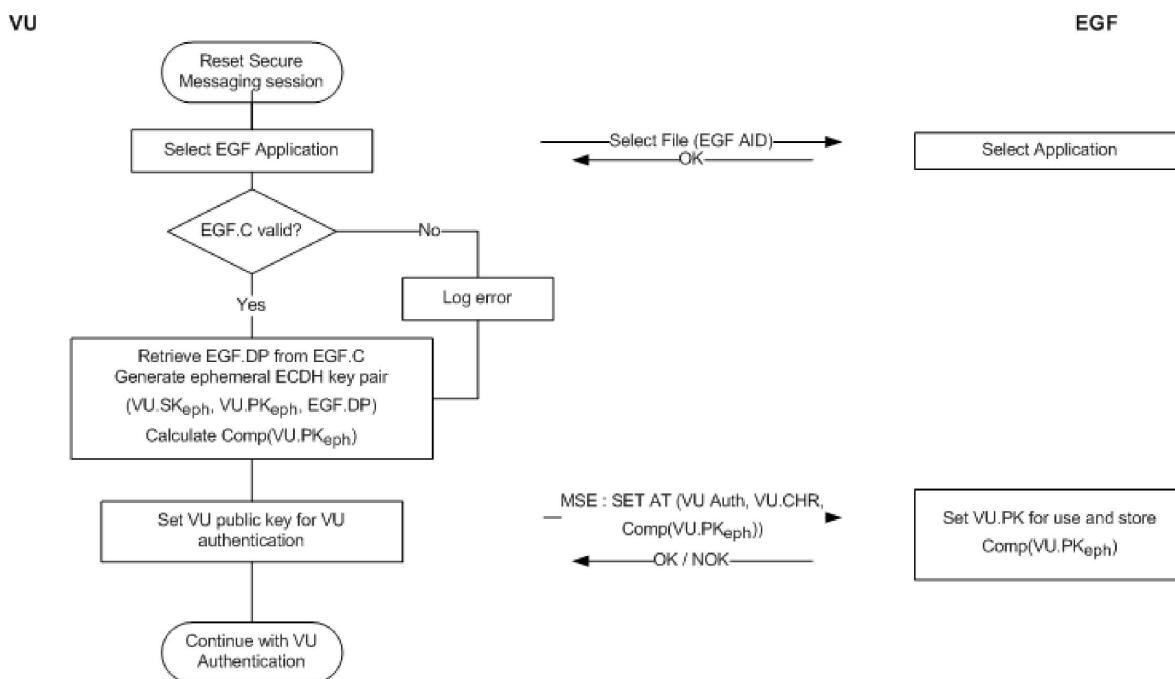 VU
EGF
Reset Secure
Messaging session
Select EGF Application
Select File (EGF AID)
OK
Select Application
EGF.C valid?
No
Log error
Yes
Retrieve EGF.DP from EGF.C
Generate ephemeral ECDH key pair
(VU.SKeph, VU.PKeph, EGF.DP)
Calculate Comp(VU.PKeph)
Set VU public key for VU
authentication
MSE : SET AT (VU Auth, VU.CHR,
Comp(VU.PKeph))
OK / NOK
Set VU.PK for use and store
Comp(VU.PKeph)
Continue with VU
Authentication